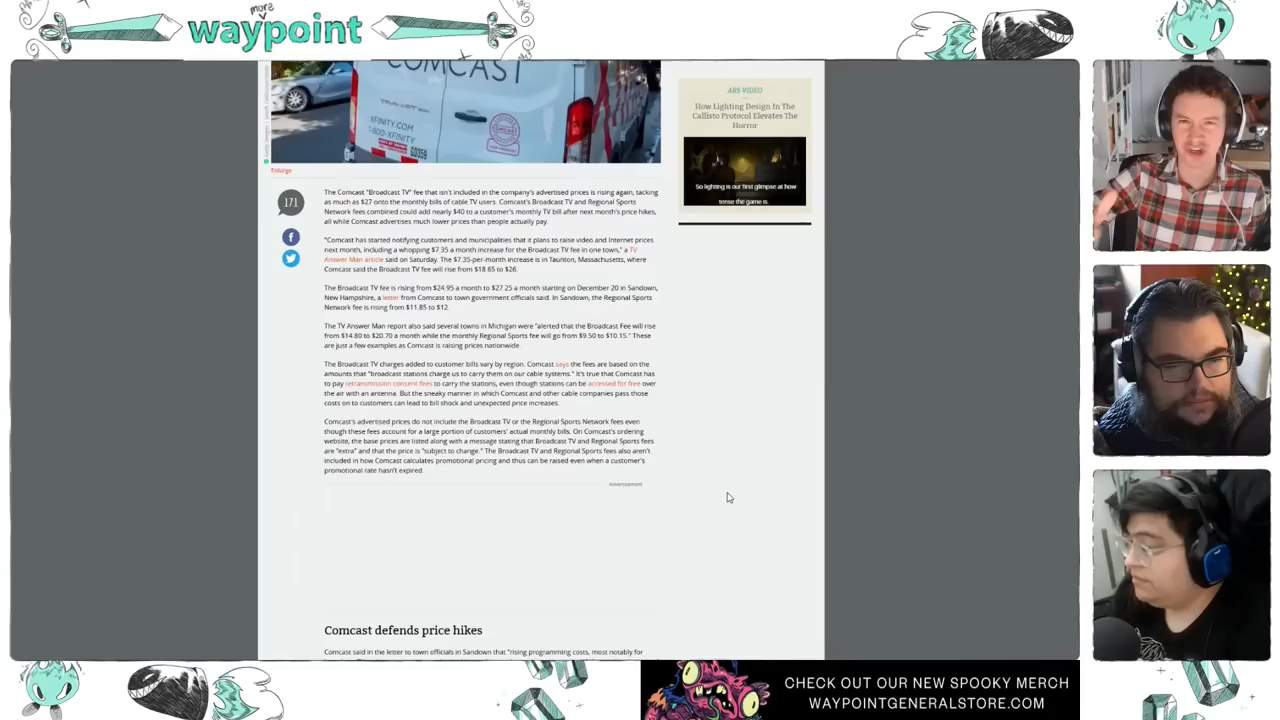 more
waypoint
COMCAST
XFINITY.COM
1-800-XFINITY
ARS VIDEO
How Lighting Design In The
Callisto Protocol Elevates The
Horror
So lighting is our first glimpse at how
tense the game is.
Enlarge
171
The Comcast "Broadcast TV" fee that isn't included in the company's advertised prices is rising again, tacking
as much as $27 onto the monthly bills of cable TV users. Comcast's Broadcast TV and Regional Sports
Network fees combined could add nearly $40 to a customer's monthly TV bill after next month's price hikes,
all while Comcast advertises much lower prices than people actually pay.
"Comcast has started notifying customers and municipalities that it plans to raise video and Internet prices
next month, including a whopping $7.35 a month increase for the Broadcast TV fee in one town," a TV
Answer Man article said on Saturday. The $7.35-per-month increase is in Taunton, Massachusetts, where
Comcast said the Broadcast TV fee will rise from $18.65 to $26.
The Broadcast TV fee is rising from $24.95 a month to $27.25 a month starting on December 20 in Sandown,
New Hampshire, a letter from Comcast to town government officials said. In Sandown, the Regional Sports
Network fee is rising from $11.85 to $12.
The TV Answer Man report also said several towns in Michigan were "alerted that the Broadcast Fee will rise
from $14.80 to $20.70 a month while the monthly Regional Sports fee will go from $9.50 to $10.15." These
are just a few examples as Comcast is raising prices nationwide.
The Broadcast TV charges added to customer bills vary by region. Comcast says the fees are based on the
amounts that "broadcast stations charge us to carry them on our cable systems." It's true that Comcast has
to pay retransmission consent fees to carry the stations, even though stations can be accessed for free over
the air with an antenna. But the sneaky manner in which Comcast and other cable companies pass those
costs on to customers can lead to bill shock and unexpected price increases.
Comcast's advertised prices do not include the Broadcast TV or the Regional Sports Network fees even
though these fees account for a large portion of customers' actual monthly bills. On Comcast's ordering
website, the base prices are listed along with a message stating that Broadcast TV and Regional Sports fees
are "extra" and that the price is "subject to change." The Broadcast TV and Regional Sports fees also aren't
included in how Comcast calculates promotional pricing and thus can be raised even when a customer's
promotional rate hasn't expired.
Advertisement
Comcast defends price hikes
Comcast said in the letter to town officials in Sandown that "rising programming costs, most notably for
CHECK OUT OUR NEW SPOOKY MERCH
WAYPOINTGENERALSTORE.COM